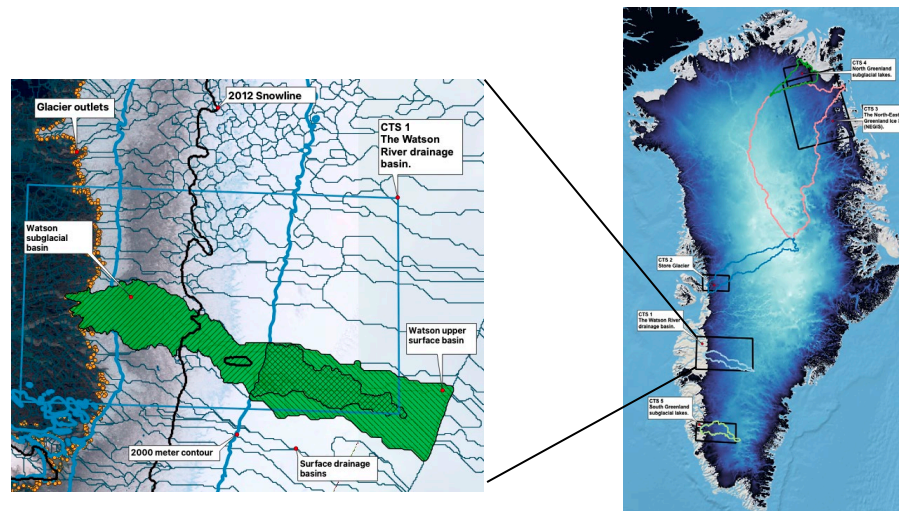 Glacier outlets
2012 Snowline
CTS 1
The Watson
River drainage
basin.
Watson
subglacial
basin
Watson upper
surface basin
2000 meter contour
Surface drainage
basins
CTS 4
North Greenland
subglacial lakes.
CTS 3
The North-East
Greenland Ice
(NEGIS).
CTS 2
Store Glacier
CTS 1
The Watson River
drainage basin.
CTS 5
South Greenland
subglacial lakes.